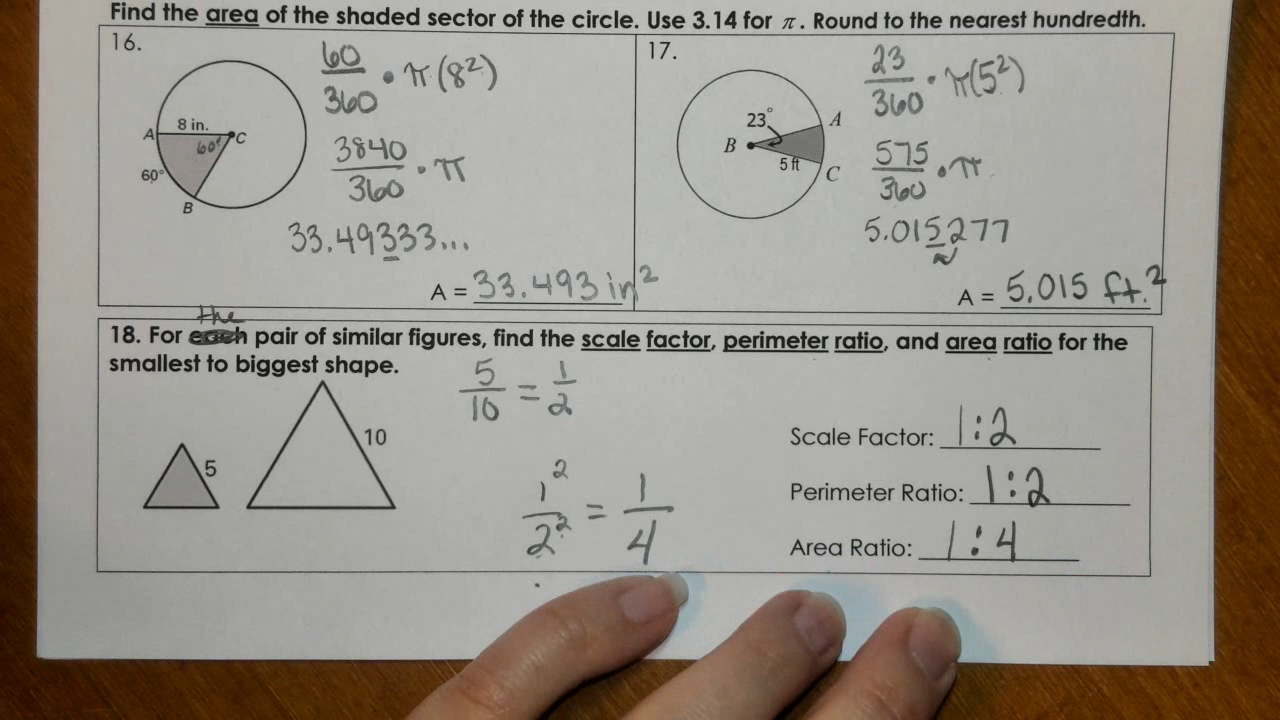 Find the area of the shaded sector of the circle. Use 3.14 for π. Round to the nearest hundredth.
16.
60/360 • π(8²)
8 in.
A
60°
C
60°
B
3840/360 • π
33.49333...
A = 33.493 in²
17.
23/360 • π(5²)
23°
A
B
5 ft
C
575/360 • π
5.015277
A = 5.015 ft.²
the
18. For each pair of similar figures, find the scale factor, perimeter ratio, and area ratio for the
smallest to biggest shape.
5
10
5/10 = 1/2
1²/2² = 1/4
Scale Factor: 1:2
Perimeter Ratio: 1:2
Area Ratio: 1:4